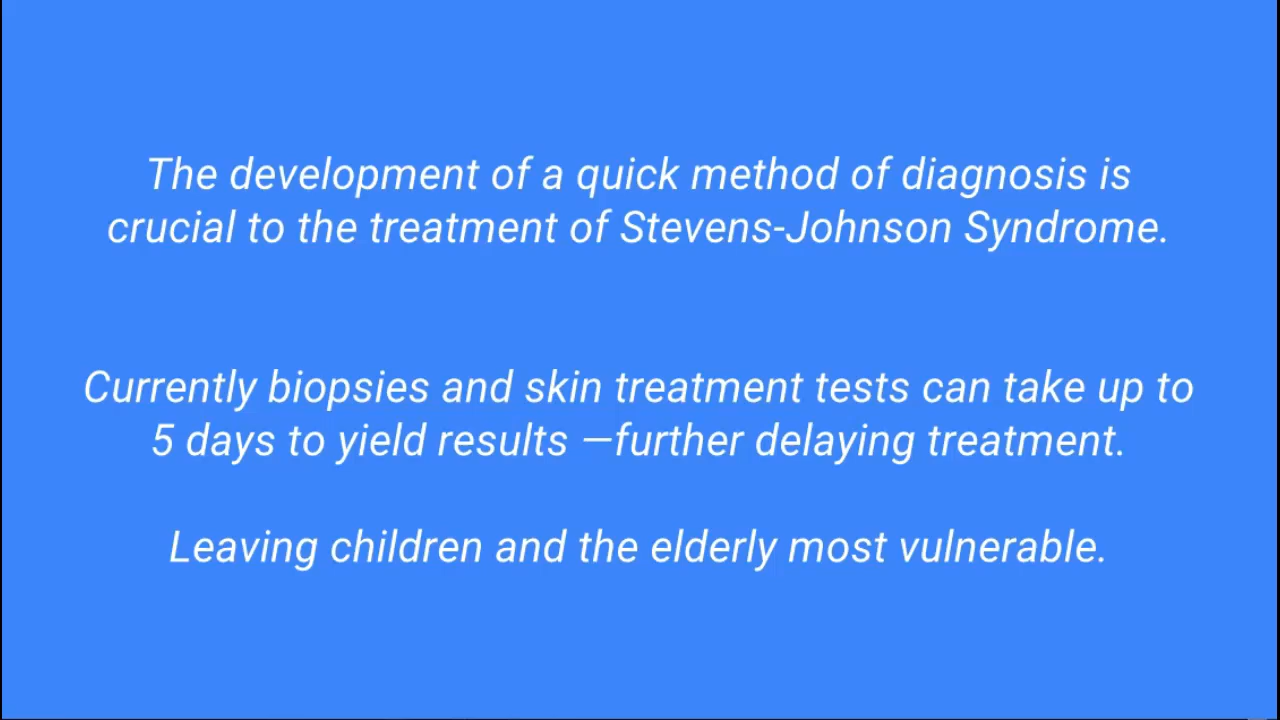 The development of a quick method of diagnosis is
crucial to the treatment of Stevens-Johnson Syndrome.
Currently biopsies and skin treatment tests can take up to
5 days to yield results —further delaying treatment.
Leaving children and the elderly most vulnerable.